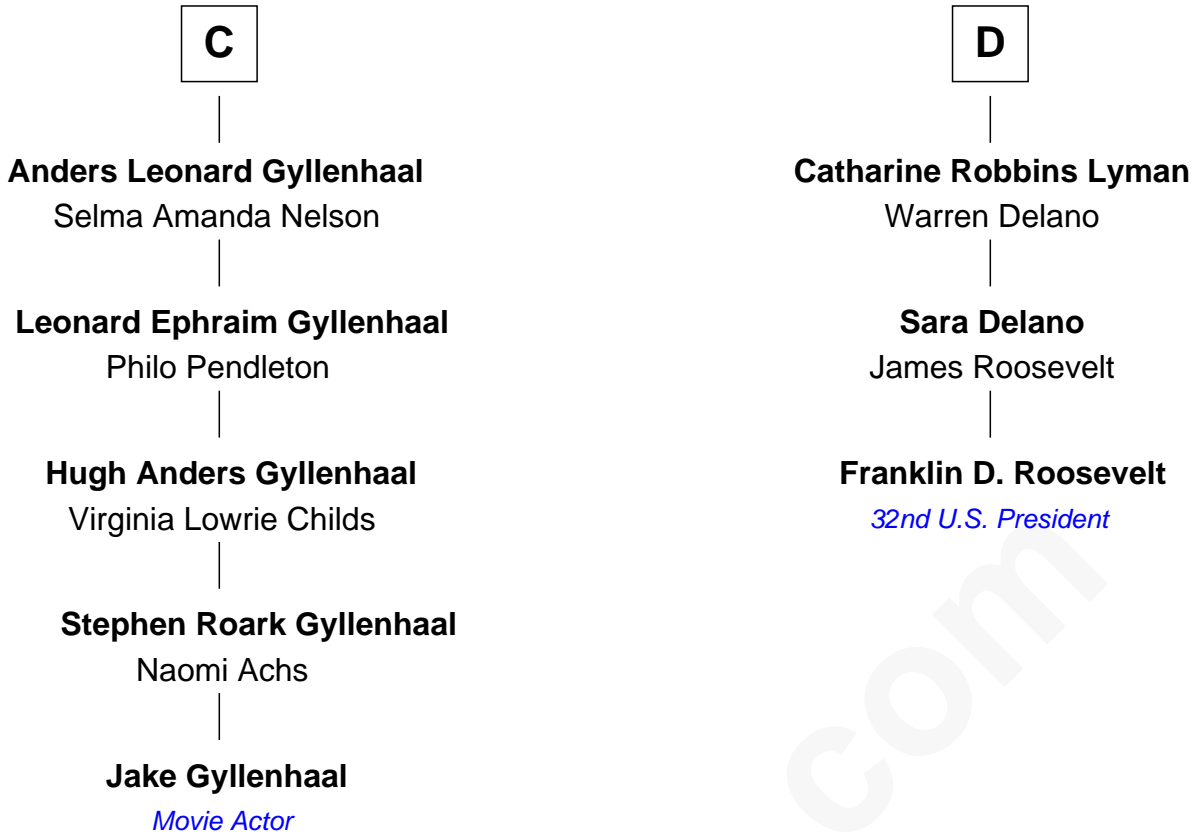 C
Anders Leonard Gyllenhaal
Selma Amanda Nelson
Leonard Ephraim Gyllenhaal
Philo Pendleton
Hugh Anders Gyllenhaal
Virginia Lowrie Childs
Stephen Roark Gyllenhaal
Naomi Achs
Jake Gyllenhaal
Movie Actor
D
Catharine Robbins Lyman
Warren Delano
Sara Delano
James Roosevelt
Franklin D. Roosevelt
32nd U.S. President
com